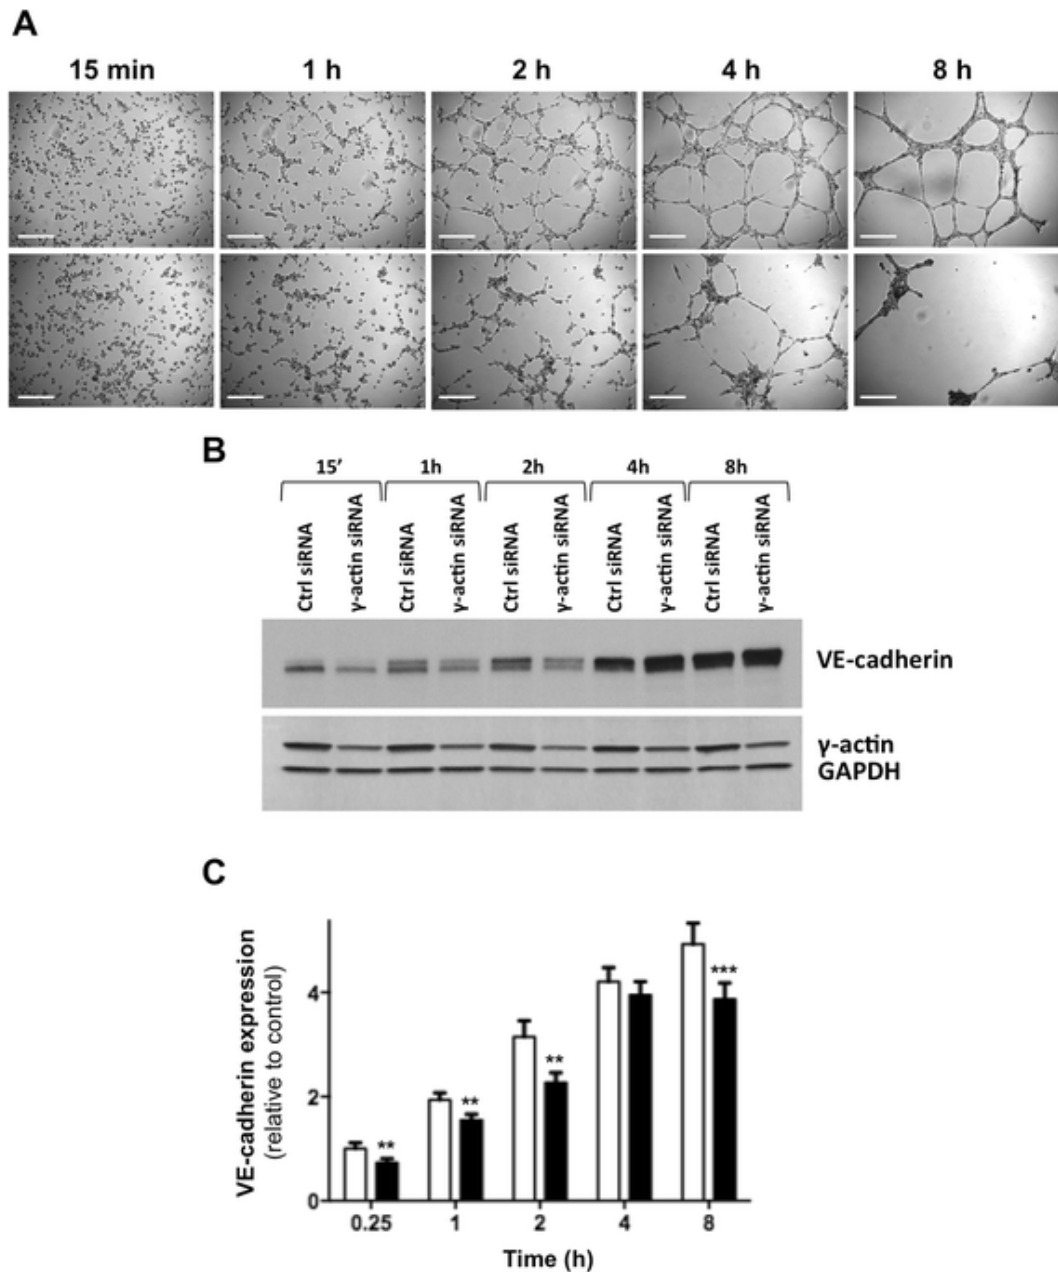 A
15 min 1 h 2 h 4 h 8 h
B
15' 1h 2h 4h 8h
Ctrl siRNA γ-actin siRNA Ctrl siRNA γ-actin siRNA Ctrl siRNA γ-actin siRNA Ctrl siRNA γ-actin siRNA Ctrl siRNA γ-actin siRNA
VE-cadherin
γ-actin
GAPDH
C
VE-cadherin expression
(relative to control)
4
2
0
** ** ** ***
0.25 1 2 4 8
Time (h)